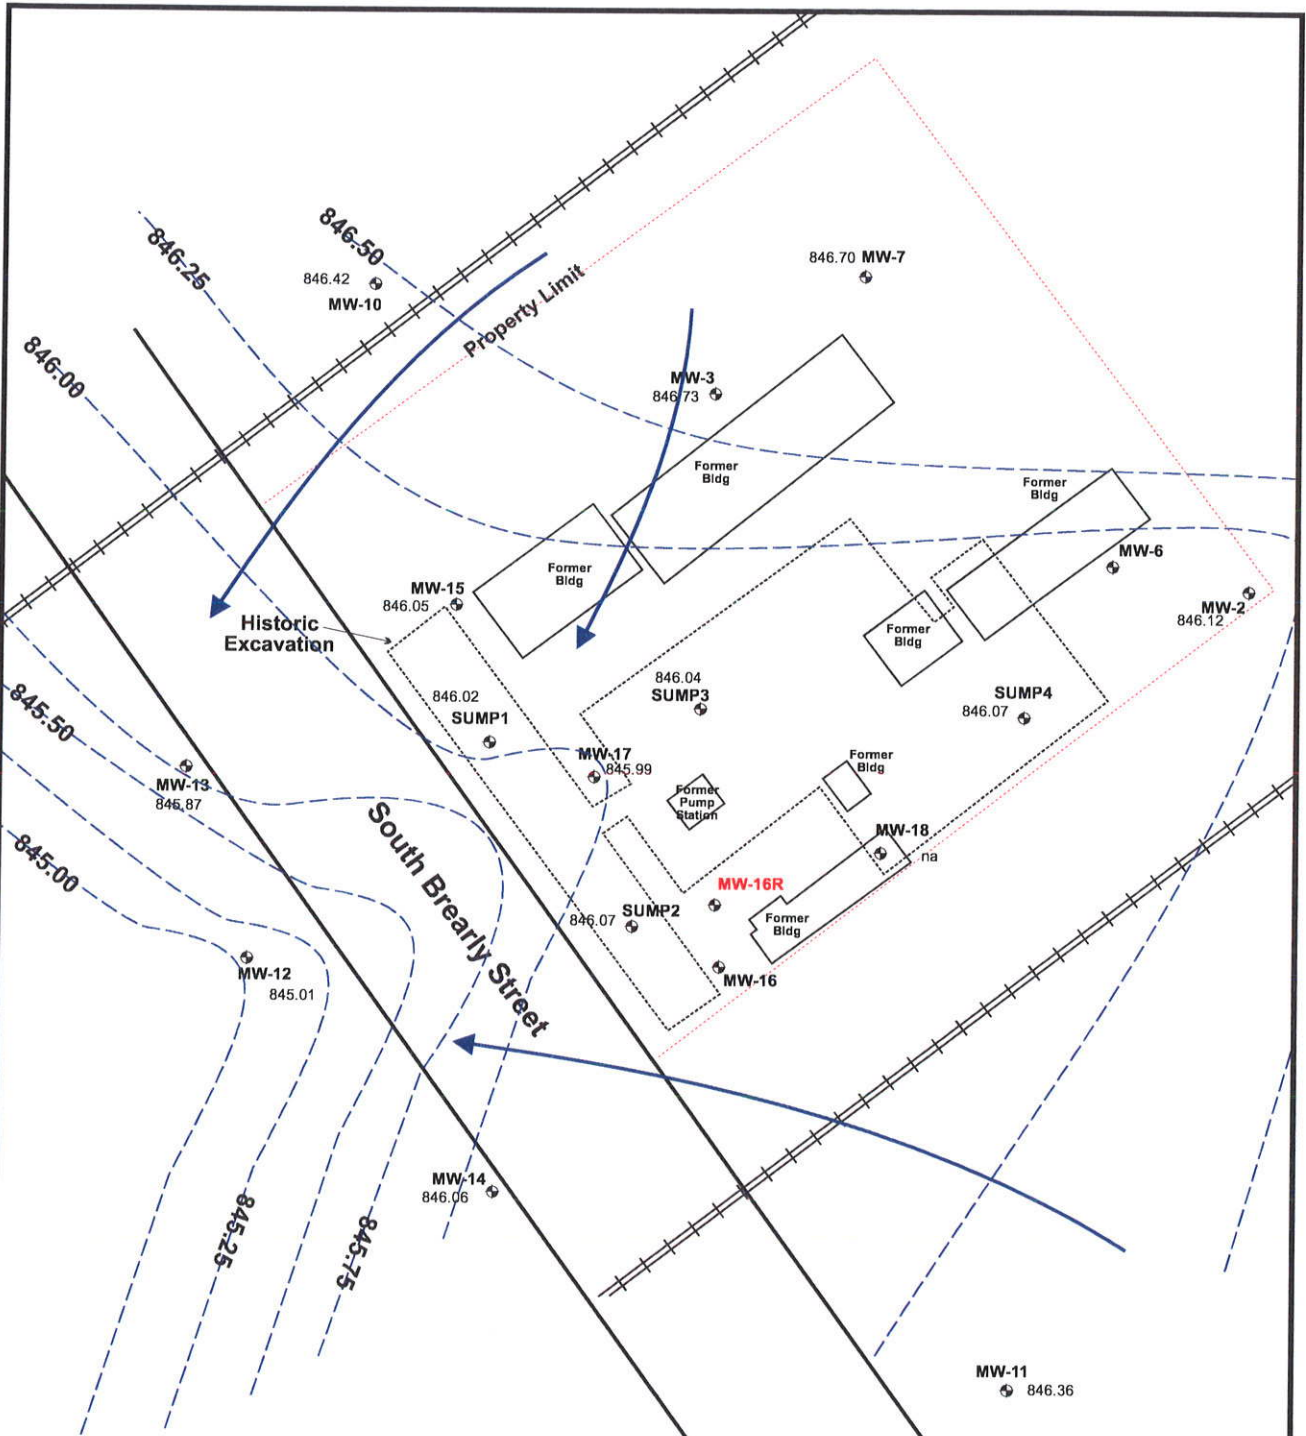 846.50
846.25
846.42
MW-10
846.70 MW-7
Property Limit
846.00
MW-3
846.73
Former
Bldg
Former
Bldg
MW-6
Former
Bldg
MW-15
846.05
MW-2
846.12
Historic
Excavation
Former
Bldg
846.04
SUMP3
846.02
SUMP1
SUMP4
846.07
845.50
MW-17
845.99
Former
Bldg
MW-13
845.87
Former
Pump
Station
South Brearly Street
MW-18
na
845.00
MW-16R
846.07
SUMP2
Former
Bldg
MW-12
845.01
MW-16
MW-14
846.06
845.25
845.75
MW-11
846.36